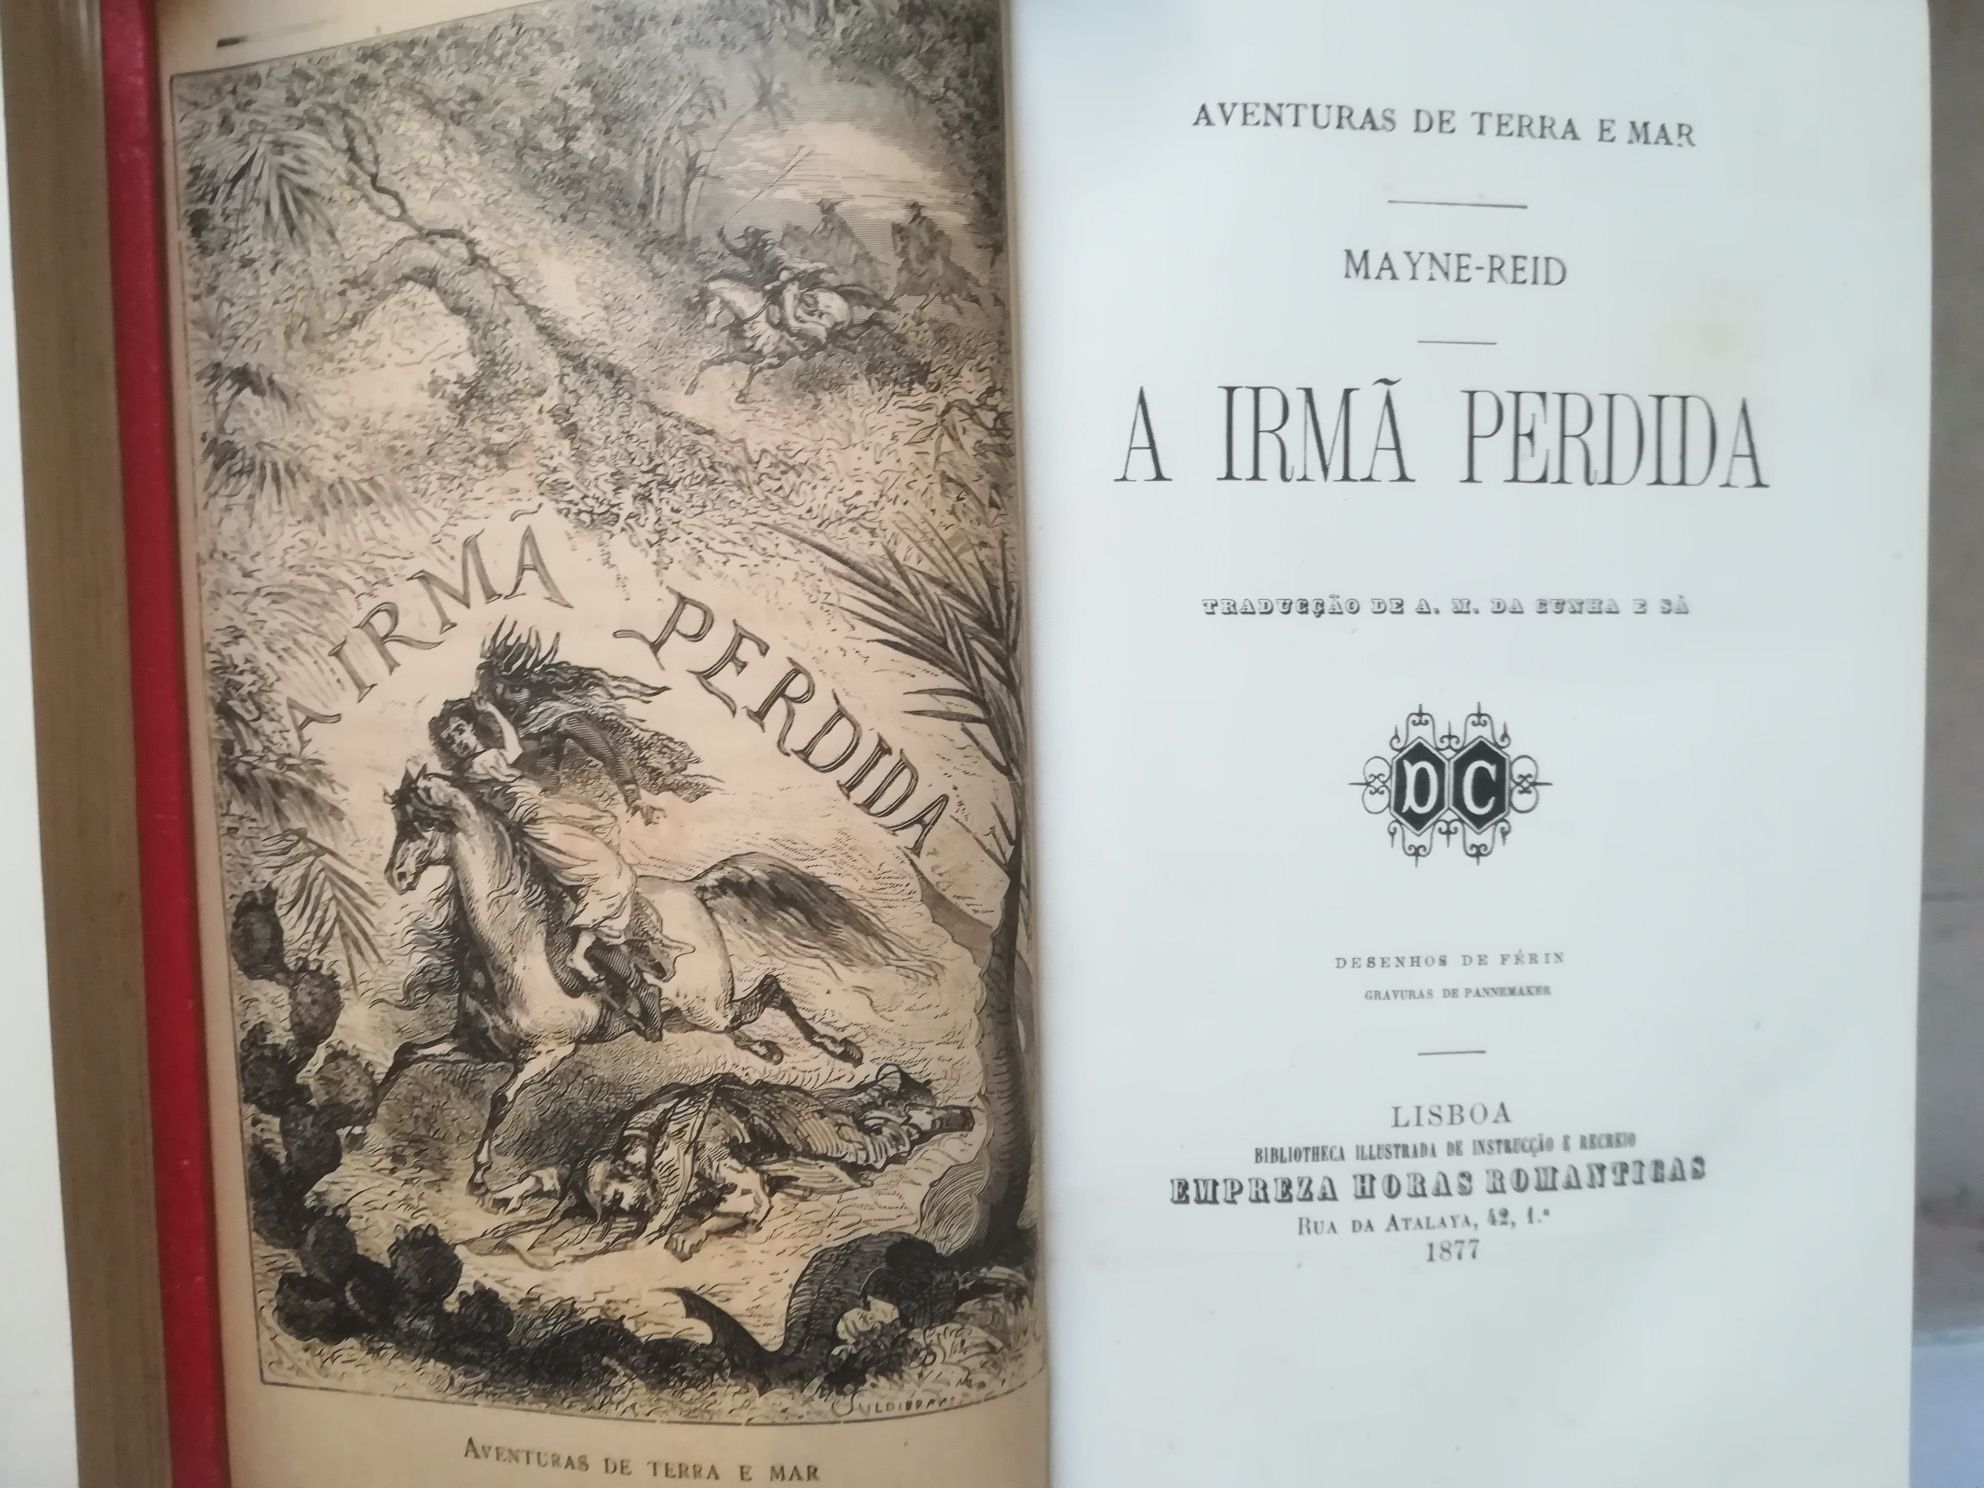 A IRMÃ PERDIDA
AVENTURAS DE TERRA E MAR
AVENTURAS DE TERRA E MAR
MAYNE-REID
A IRMÃ PERDIDA
TRADUCÇÃO DE A. M. DA CUNHA E SÁ
DC
DESENHOS DE FÉRIN
GRAVURAS DE PANNEMAKER
LISBOA
BIBLIOTHECA ILLUSTRADA DE INSTRUCÇÃO E RECREIO
EMPREZA HORAS ROMANTICAS
RUA DA ATALAYA, 42, 1.º
1877